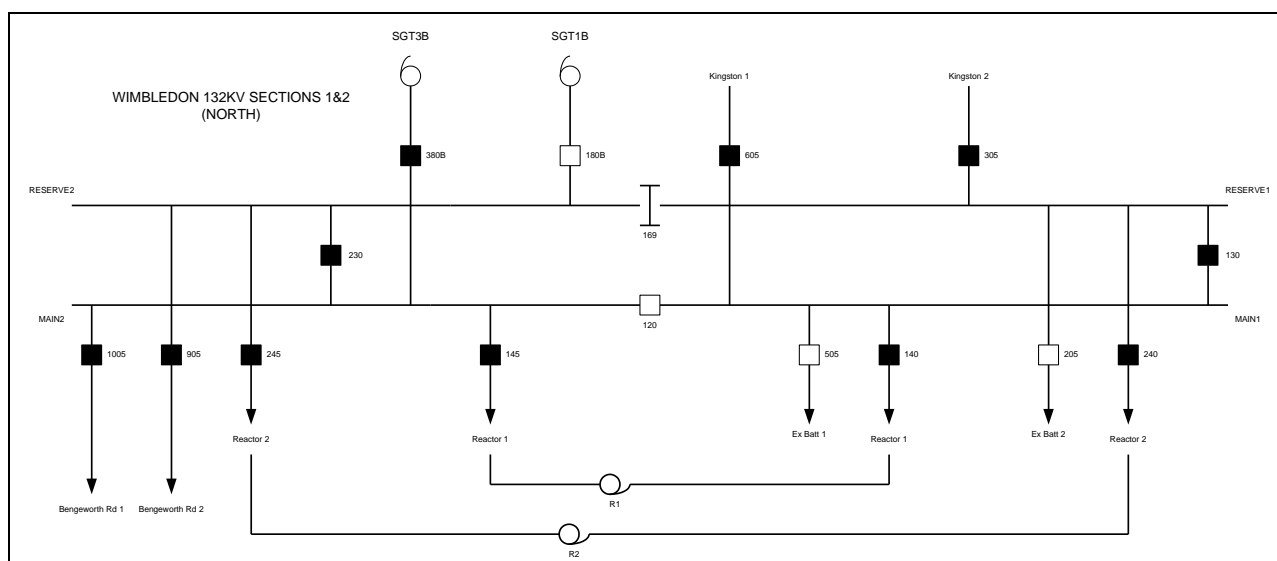 SGT3B
SGT1B
Kingston 1
Kingston 2
WIMBLEDON 132KV SECTIONS 1&2
(NORTH)
380B
180B
605
305
RESERVE2
RESERVE1
169
230
130
MAIN2
MAIN1
120
1005
905
245
145
505
140
205
240
Reactor 2
Reactor 1
Ex Batt 1
Reactor 1
Ex Batt 2
Reactor 2
R1
Bengeworth Rd 1
Bengeworth Rd 2
R2